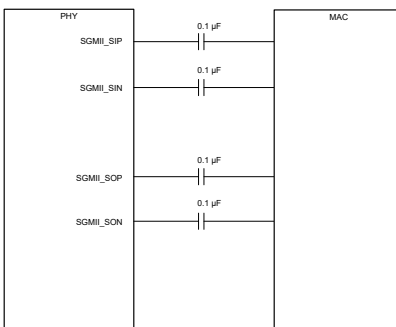 PHY
MAC
0.1 µF
SGMII_SIP
0.1 µF
SGMII_SIN
0.1 µF
SGMII_SOP
0.1 µF
SGMII_SON